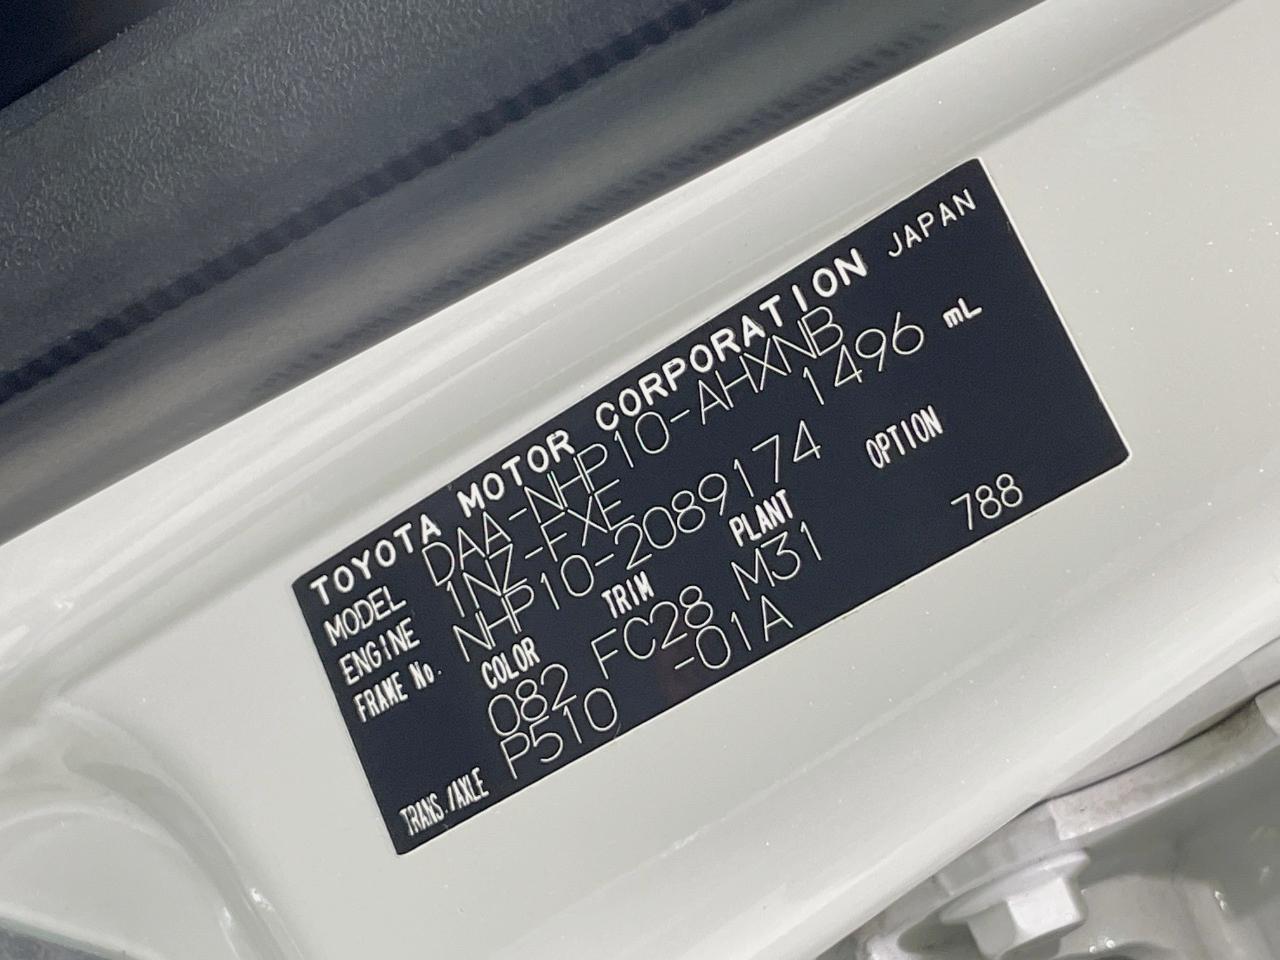 TOYOTA MOTOR CORPORATION JAPAN
MODEL DAA-NHP10-AHXNB
ENGINE 1NZ-FXE 1496 mL
FRAME No. NHP10-2089174
COLOR TRIM PLANT OPTION
082 FC28 M31 788
TRANS./AXLE P510 -01A